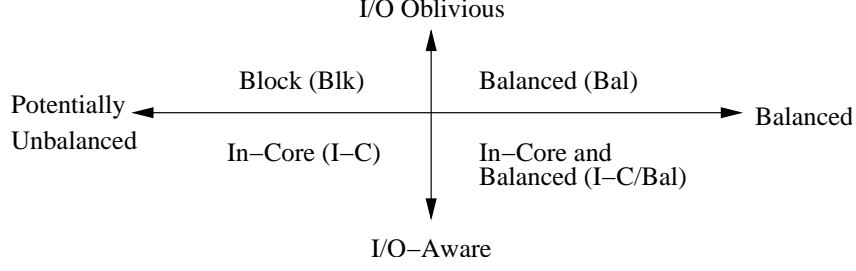 I/O Oblivious
Block (Blk)
Balanced (Bal)
Potentially
Unbalanced
Balanced
In−Core (I−C)
In−Core and
Balanced (I−C/Bal)
I/O−Aware